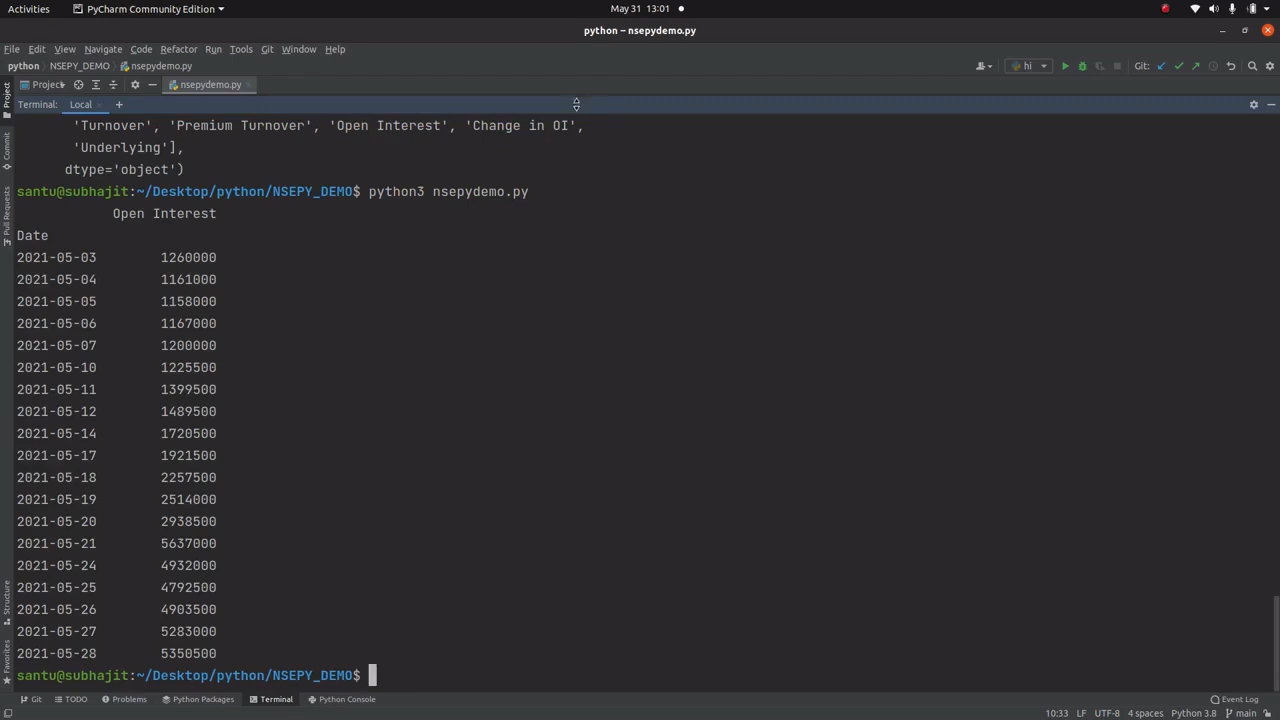 Activities PyCharm Community Edition May 31 13:01
python – nsepydemo.py
File Edit View Navigate Code Refactor Run Tools Git Window Help
python NSEPY_DEMO nsepydemo.py hi Git:
Project nsepydemo.py
Terminal: Local +
'Turnover', 'Premium Turnover', 'Open Interest', 'Change in OI',
'Underlying'],
dtype='object')
santu@subhajit:~/Desktop/python/NSEPY_DEMO$ python3 nsepydemo.py
Open Interest
Date
2021-05-03 1260000
2021-05-04 1161000
2021-05-05 1158000
2021-05-06 1167000
2021-05-07 1200000
2021-05-10 1225500
2021-05-11 1399500
2021-05-12 1489500
2021-05-14 1720500
2021-05-17 1921500
2021-05-18 2257500
2021-05-19 2514000
2021-05-20 2938500
2021-05-21 5637000
2021-05-24 4932000
2021-05-25 4792500
2021-05-26 4903500
2021-05-27 5283000
2021-05-28 5350500
santu@subhajit:~/Desktop/python/NSEPY_DEMO$
Project
Commit
Pull Requests
Structure
Favorites
Git TODO Problems Python Packages Terminal Python Console Event Log
10:33 LF UTF-8 4 spaces Python 3.8 main